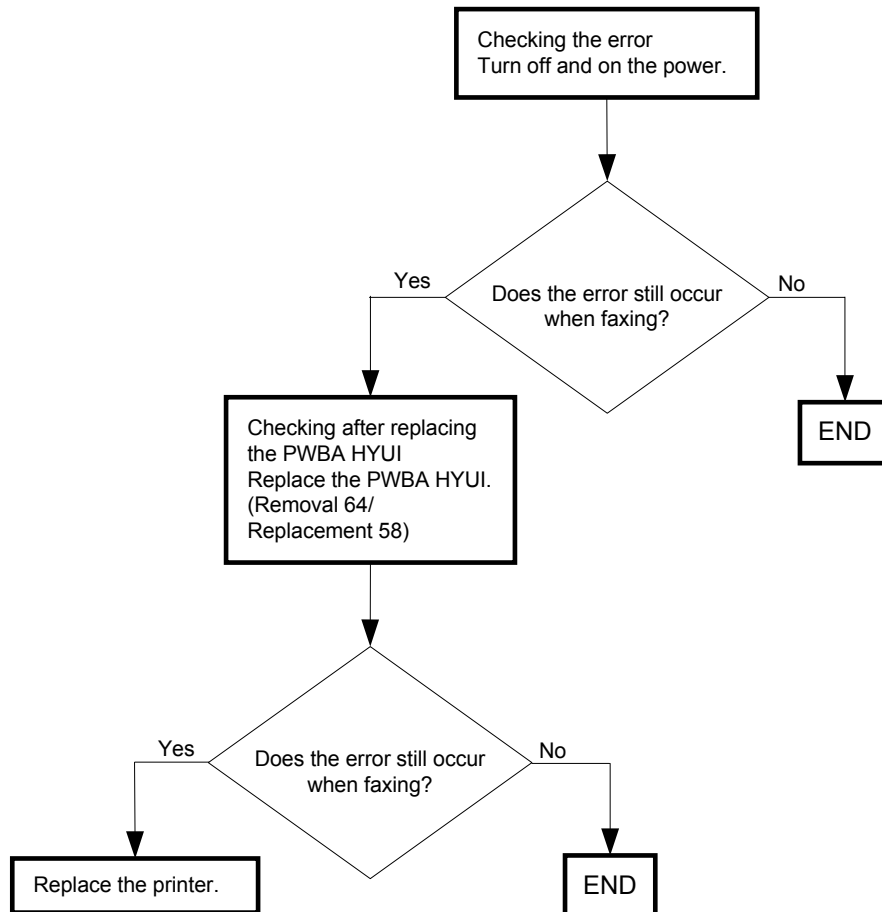 Checking the error
Turn off and on the power.
Does the error still occur
when faxing?
Yes
No
Checking after replacing
the PWBA HYUI
Replace the PWBA HYUI.
(Removal 64/
Replacement 58)
END
Does the error still occur
when faxing?
Yes
No
Replace the printer.
END